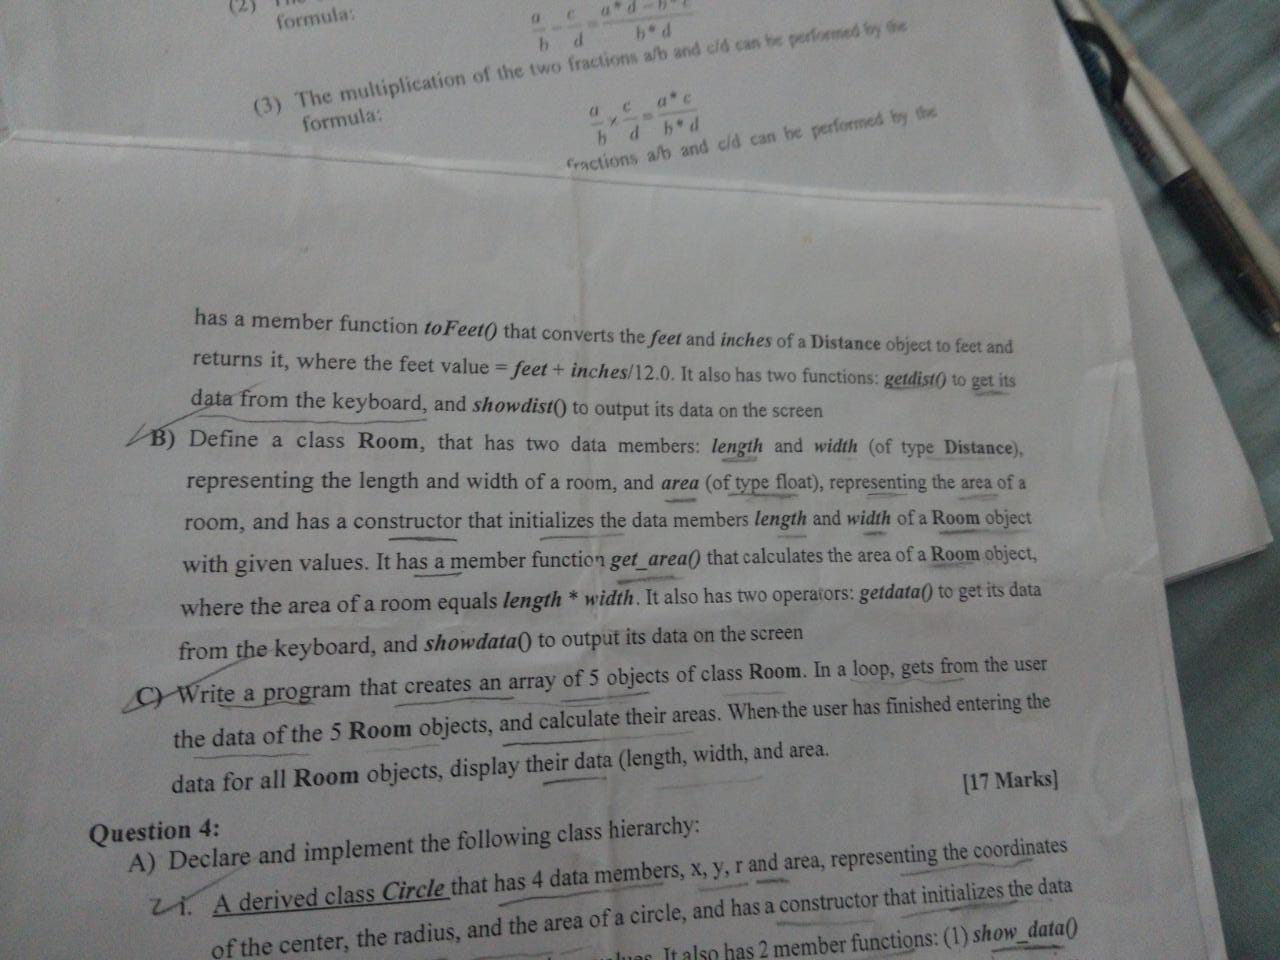 (2)
formula:
a/b - c/d = a*d-b*c / b*d
(3) The multiplication of the two fractions a/b and c/d can be performed by the
formula:
a/b × c/d = a*c / b*d
fractions a/b and c/d can be performed by the
has a member function toFeet() that converts the feet and inches of a Distance object to feet and
returns it, where the feet value = feet + inches/12.0. It also has two functions: getdist() to get its
data from the keyboard, and showdist() to output its data on the screen
B) Define a class Room, that has two data members: length and width (of type Distance),
representing the length and width of a room, and area (of type float), representing the area of a
room, and has a constructor that initializes the data members length and width of a Room object
with given values. It has a member function get_area() that calculates the area of a Room object,
where the area of a room equals length * width. It also has two operators: getdata() to get its data
from the keyboard, and showdata() to output its data on the screen
C) Write a program that creates an array of 5 objects of class Room. In a loop, gets from the user
the data of the 5 Room objects, and calculate their areas. When the user has finished entering the
data for all Room objects, display their data (length, width, and area.
[17 Marks]
Question 4:
A) Declare and implement the following class hierarchy:
i. A derived class Circle that has 4 data members, x, y, r and area, representing the coordinates
of the center, the radius, and the area of a circle, and has a constructor that initializes the data
It also has 2 member functions: (1) show_data()